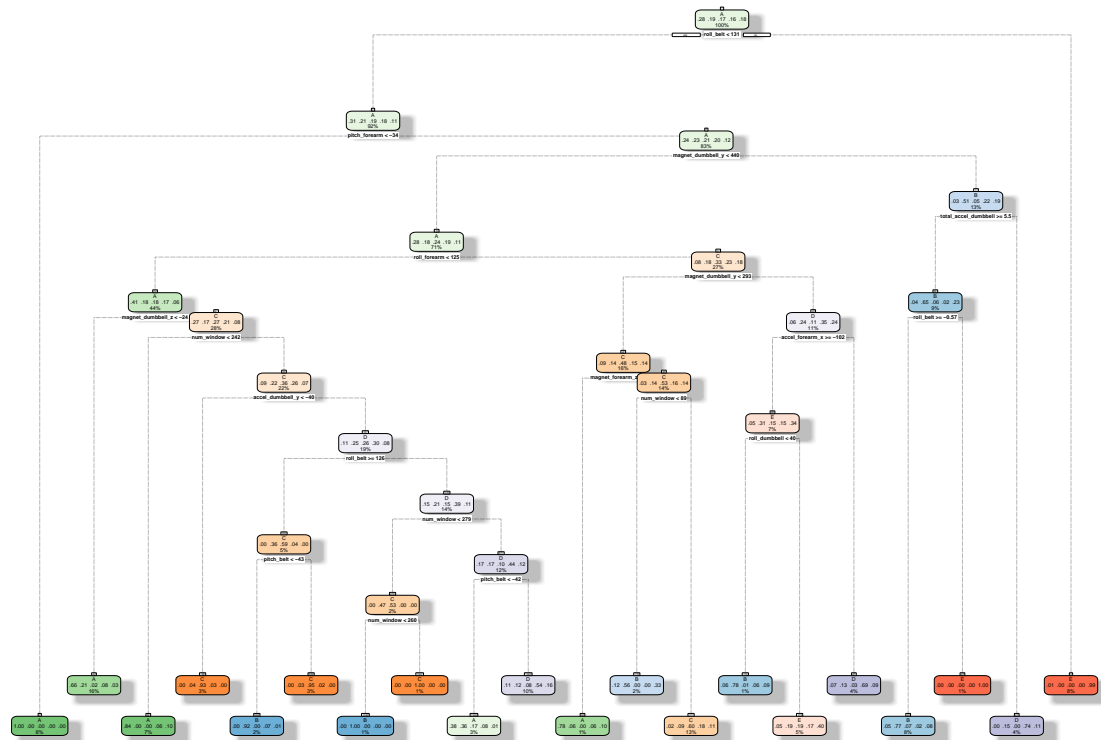 A
.28 .19 .17 .16 .18
100%
roll_belt < 131
A
.31 .21 .19 .18 .11
92%
pitch_forearm < −34
A
.24 .23 .21 .20 .12
83%
magnet_dumbbell_y < 440
B
.03 .51 .05 .22 .19
13%
total_accel_dumbbell >= 5.5
A
.28 .18 .24 .19 .11
71%
roll_forearm < 125
C
.08 .18 .33 .23 .18
27%
magnet_dumbbell_y < 293
A
.41 .18 .18 .17 .06
44%
magnet_dumbbell_z < −24
B
.04 .65 .06 .02 .23
9%
roll_belt >= −0.57
C
.27 .17 .27 .21 .08
28%
num_window < 242
D
.06 .24 .11 .35 .24
11%
accel_forearm_x >= −102
C
.09 .14 .48 .15 .14
16%
magnet_forearm_z
C
.09 .22 .36 .26 .07
22%
accel_dumbbell_y < −40
C
.03 .14 .53 .16 .14
14%
num_window < 89
E
.05 .31 .15 .15 .34
7%
roll_dumbbell < 40
D
.11 .25 .26 .30 .08
19%
roll_belt >= 126
D
.15 .21 .15 .39 .11
14%
num_window < 279
C
.00 .36 .59 .04 .00
5%
pitch_belt < −43
D
.17 .17 .10 .44 .12
12%
pitch_belt < −42
C
.00 .47 .53 .00 .00
2%
num_window < 260
A
.66 .21 .02 .08 .03
16%
C
.00 .04 .93 .03 .00
3%
C
.00 .03 .95 .02 .00
3%
C
.00 .00 1.00 .00 .00
1%
D
.11 .12 .08 .54 .16
10%
B
.12 .56 .00 .00 .33
2%
B
.06 .78 .01 .06 .09
1%
D
.07 .13 .03 .69 .08
4%
E
.00 .00 .00 .00 1.00
1%
E
.01 .00 .00 .00 .99
8%
A
1.00 .00 .00 .00 .00
8%
A
.84 .00 .00 .06 .10
7%
B
.00 .92 .00 .07 .01
2%
B
.00 1.00 .00 .00 .00
1%
A
.38 .36 .17 .08 .01
3%
A
.78 .06 .00 .06 .10
1%
C
.02 .09 .60 .18 .11
13%
E
.05 .19 .19 .17 .40
5%
B
.05 .77 .07 .02 .08
8%
D
.00 .15 .00 .74 .11
4%